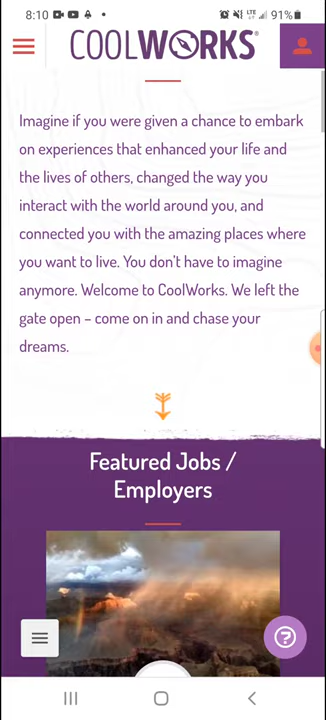 8:10
LTE
91%
COOLWORKS®
Imagine if you were given a chance to embark
on experiences that enhanced your life and
the lives of others, changed the way you
interact with the world around you, and
connected you with the amazing places where
you want to live. You don't have to imagine
anymore. Welcome to CoolWorks. We left the
gate open – come on in and chase your
dreams.
Featured Jobs /
Employers